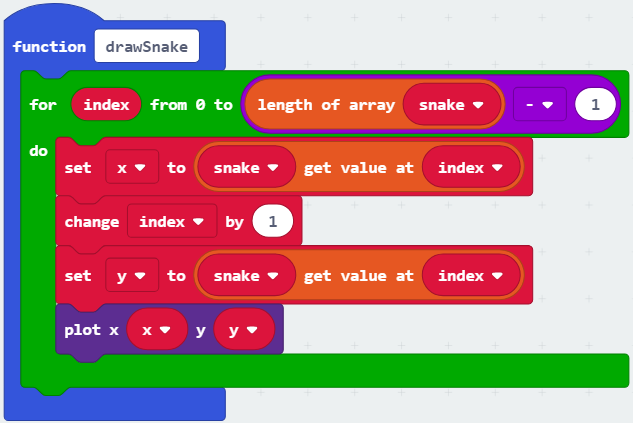 function drawSnake
for index from 0 to length of array snake - 1
do
set x to snake get value at index
change index by 1
set y to snake get value at index
plot x x y y